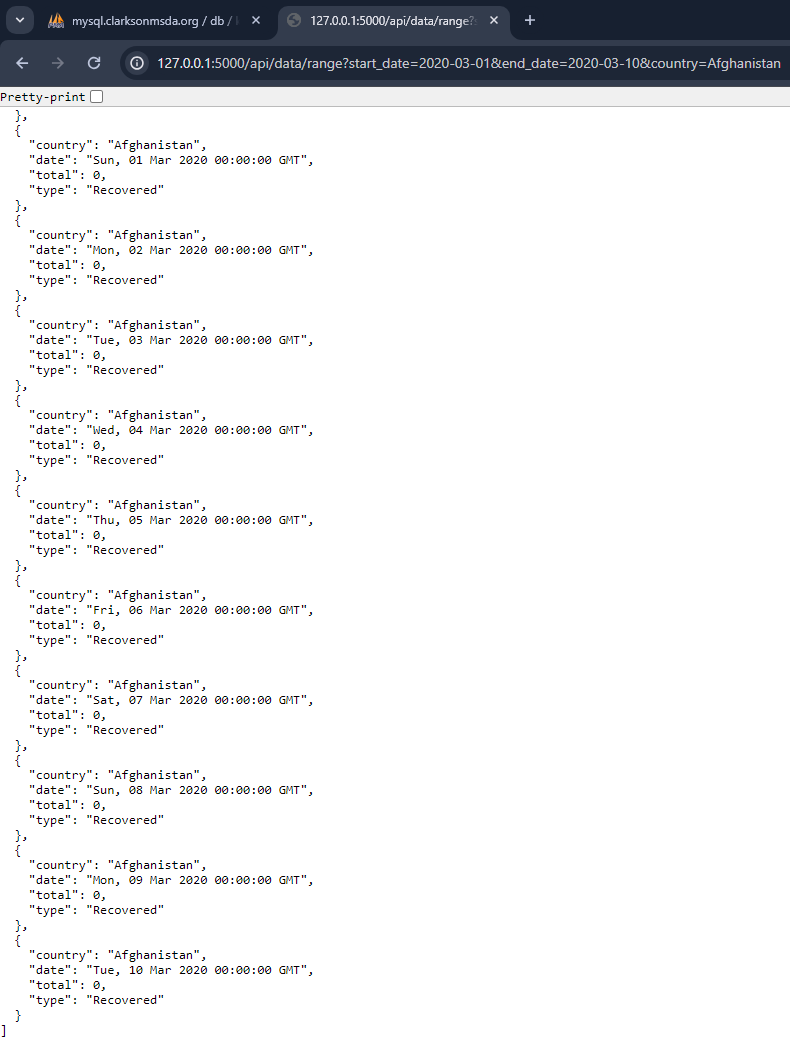 mysql.clarksonmsda.org / db /
127.0.0.1:5000/api/data/range?
127.0.0.1:5000/api/data/range?start_date=2020-03-01&end_date=2020-03-10&country=Afghanistan
Pretty-print
},
{
"country": "Afghanistan",
"date": "Sun, 01 Mar 2020 00:00:00 GMT",
"total": 0,
"type": "Recovered"
},
{
"country": "Afghanistan",
"date": "Mon, 02 Mar 2020 00:00:00 GMT",
"total": 0,
"type": "Recovered"
},
{
"country": "Afghanistan",
"date": "Tue, 03 Mar 2020 00:00:00 GMT",
"total": 0,
"type": "Recovered"
},
{
"country": "Afghanistan",
"date": "Wed, 04 Mar 2020 00:00:00 GMT",
"total": 0,
"type": "Recovered"
},
{
"country": "Afghanistan",
"date": "Thu, 05 Mar 2020 00:00:00 GMT",
"total": 0,
"type": "Recovered"
},
{
"country": "Afghanistan",
"date": "Fri, 06 Mar 2020 00:00:00 GMT",
"total": 0,
"type": "Recovered"
},
{
"country": "Afghanistan",
"date": "Sat, 07 Mar 2020 00:00:00 GMT",
"total": 0,
"type": "Recovered"
},
{
"country": "Afghanistan",
"date": "Sun, 08 Mar 2020 00:00:00 GMT",
"total": 0,
"type": "Recovered"
},
{
"country": "Afghanistan",
"date": "Mon, 09 Mar 2020 00:00:00 GMT",
"total": 0,
"type": "Recovered"
},
{
"country": "Afghanistan",
"date": "Tue, 10 Mar 2020 00:00:00 GMT",
"total": 0,
"type": "Recovered"
}
]